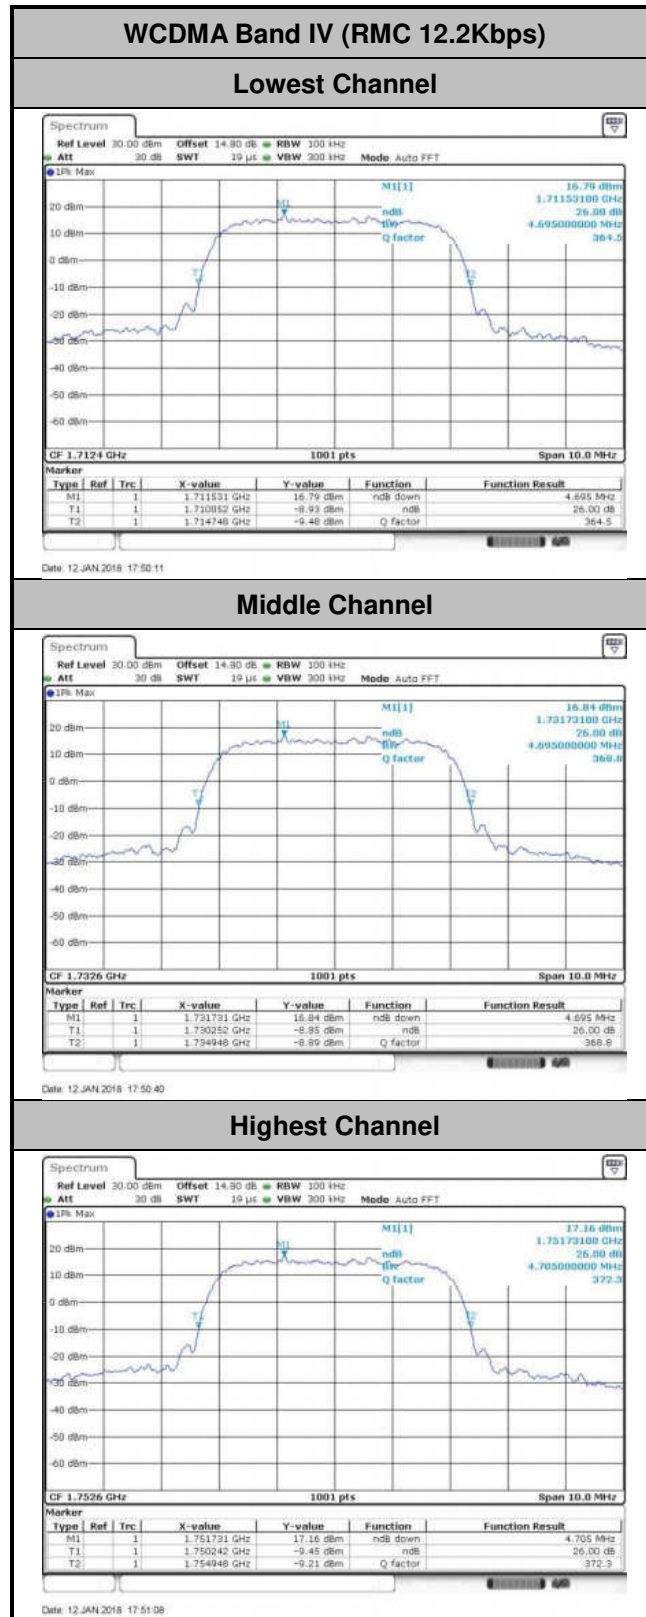 WCDMA Band IV (RMC 12.2Kbps)
Lowest Channel
Spectrum
Ref Level 30.00 dBm Offset 14.80 dB RBW 100 kHz
Att 30 dB SWT 19 µs VBW 300 kHz Mode Auto FFT
1Pk Max
M1[1] 16.79 dBm
1.71153100 GHz
ndB 26.00 dB
Bw 4.695000000 MHz
Q factor 364.5
M1
T1
T2
20 dBm
10 dBm
0 dBm
-10 dBm
-20 dBm
-30 dBm
-40 dBm
-50 dBm
-60 dBm
CF 1.7124 GHz 1001 pts Span 10.0 MHz
Marker
Type Ref Trc X-value Y-value Function Function Result
M1 1 1.711531 GHz 16.79 dBm ndB down 4.695 MHz
T1 1 1.710052 GHz -8.93 dBm ndB 26.00 dB
T2 1 1.714748 GHz -9.48 dBm Q factor 364.5
Date: 12.JAN.2018 17:50:11
Middle Channel
Spectrum
Ref Level 30.00 dBm Offset 14.80 dB RBW 100 kHz
Att 30 dB SWT 19 µs VBW 300 kHz Mode Auto FFT
1Pk Max
M1[1] 16.84 dBm
1.73173100 GHz
ndB 26.00 dB
Bw 4.695000000 MHz
Q factor 368.8
M1
T1
T2
20 dBm
10 dBm
0 dBm
-10 dBm
-20 dBm
-30 dBm
-40 dBm
-50 dBm
-60 dBm
CF 1.7326 GHz 1001 pts Span 10.0 MHz
Marker
Type Ref Trc X-value Y-value Function Function Result
M1 1 1.731731 GHz 16.84 dBm ndB down 4.695 MHz
T1 1 1.730252 GHz -8.85 dBm ndB 26.00 dB
T2 1 1.734948 GHz -8.89 dBm Q factor 368.8
Date: 12.JAN.2018 17:50:40
Highest Channel
Spectrum
Ref Level 30.00 dBm Offset 14.80 dB RBW 100 kHz
Att 30 dB SWT 19 µs VBW 300 kHz Mode Auto FFT
1Pk Max
M1[1] 17.16 dBm
1.75173100 GHz
ndB 26.00 dB
Bw 4.705000000 MHz
Q factor 372.3
M1
T1
T2
20 dBm
10 dBm
0 dBm
-10 dBm
-20 dBm
-30 dBm
-40 dBm
-50 dBm
-60 dBm
CF 1.7526 GHz 1001 pts Span 10.0 MHz
Marker
Type Ref Trc X-value Y-value Function Function Result
M1 1 1.751731 GHz 17.16 dBm ndB down 4.705 MHz
T1 1 1.750242 GHz -9.45 dBm ndB 26.00 dB
T2 1 1.754948 GHz -9.21 dBm Q factor 372.3
Date: 12.JAN.2018 17:51:08